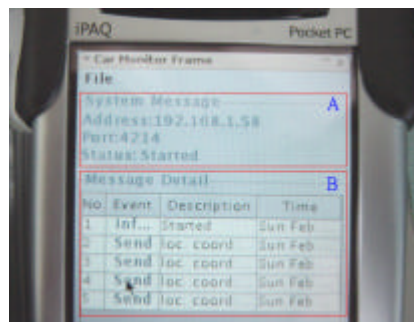 iPAQ Pocket PC
Car Monitor Frame
File
System Message A
Address:192.168.1.58
Port:4214
Status: Started
Message Detail B
No Event Description Time
1 Inf... Started Sun Feb
2 Send loc. coord Sun Feb
3 Send loc. coord Sun Feb
4 Send loc. coord Sun Feb
5 Send loc. coord Sun Feb